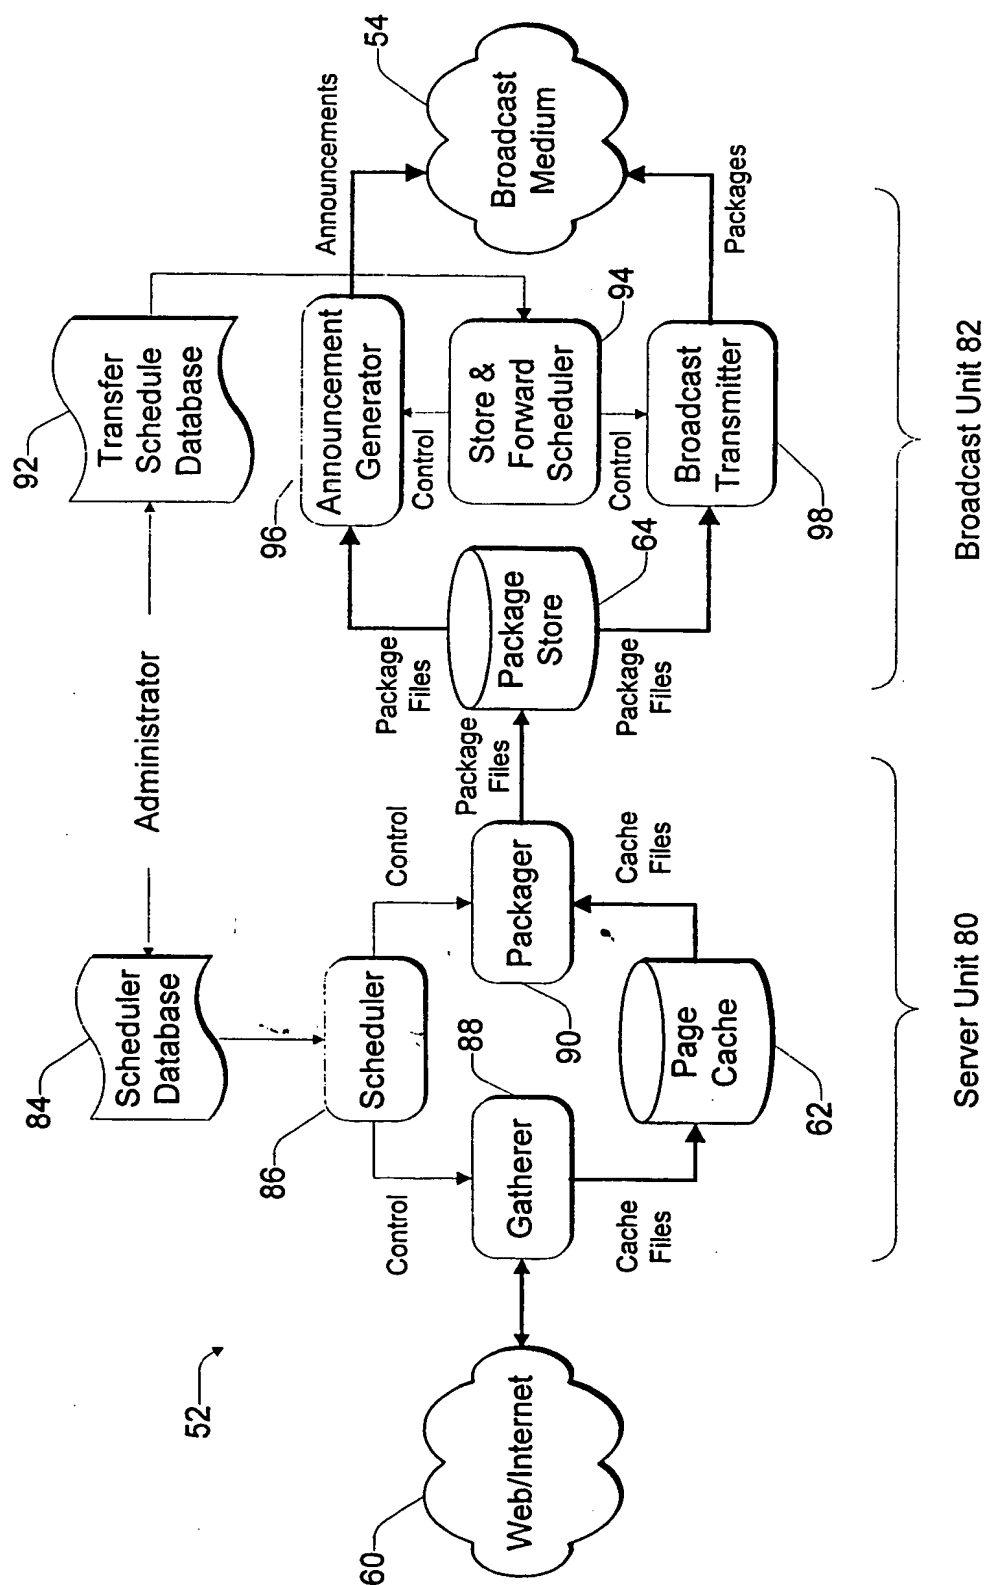 84
Scheduler
Database
Administrator
92
Transfer
Schedule
Database
52
86
Scheduler
Control
Control
60
Web/Internet
Gatherer
88
Packager
90
Cache
Files
Page
Cache
62
Cache
Files
Package
Files
Package
Store
64
Package
Files
Package
Files
96
Announcement
Generator
Control
Store &
Forward
Scheduler
94
Control
Broadcast
Transmitter
98
Announcements
Packages
Broadcast
Medium
54
Server Unit 80
Broadcast Unit 82